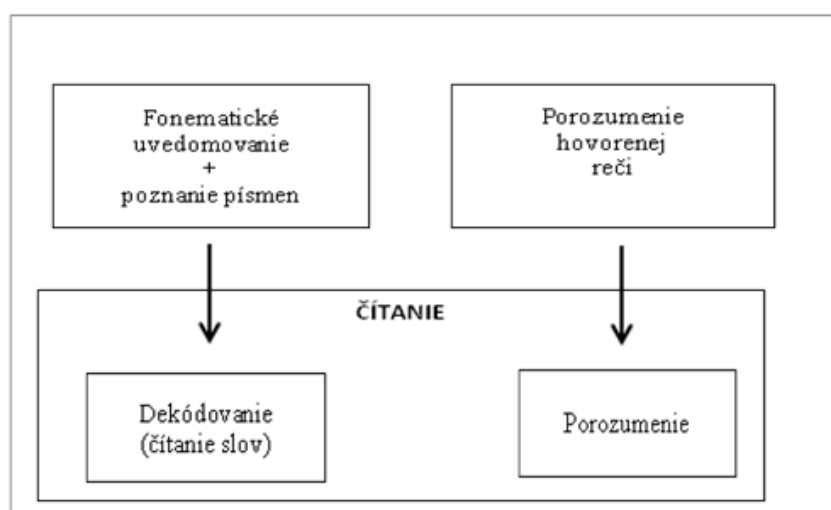 Fonematické
uvedomovanie
+
poznanie písmen
Porozumenie
hovorenej
reči
ČÍTANIE
Dekódovanie
(čítanie slov)
Porozumenie